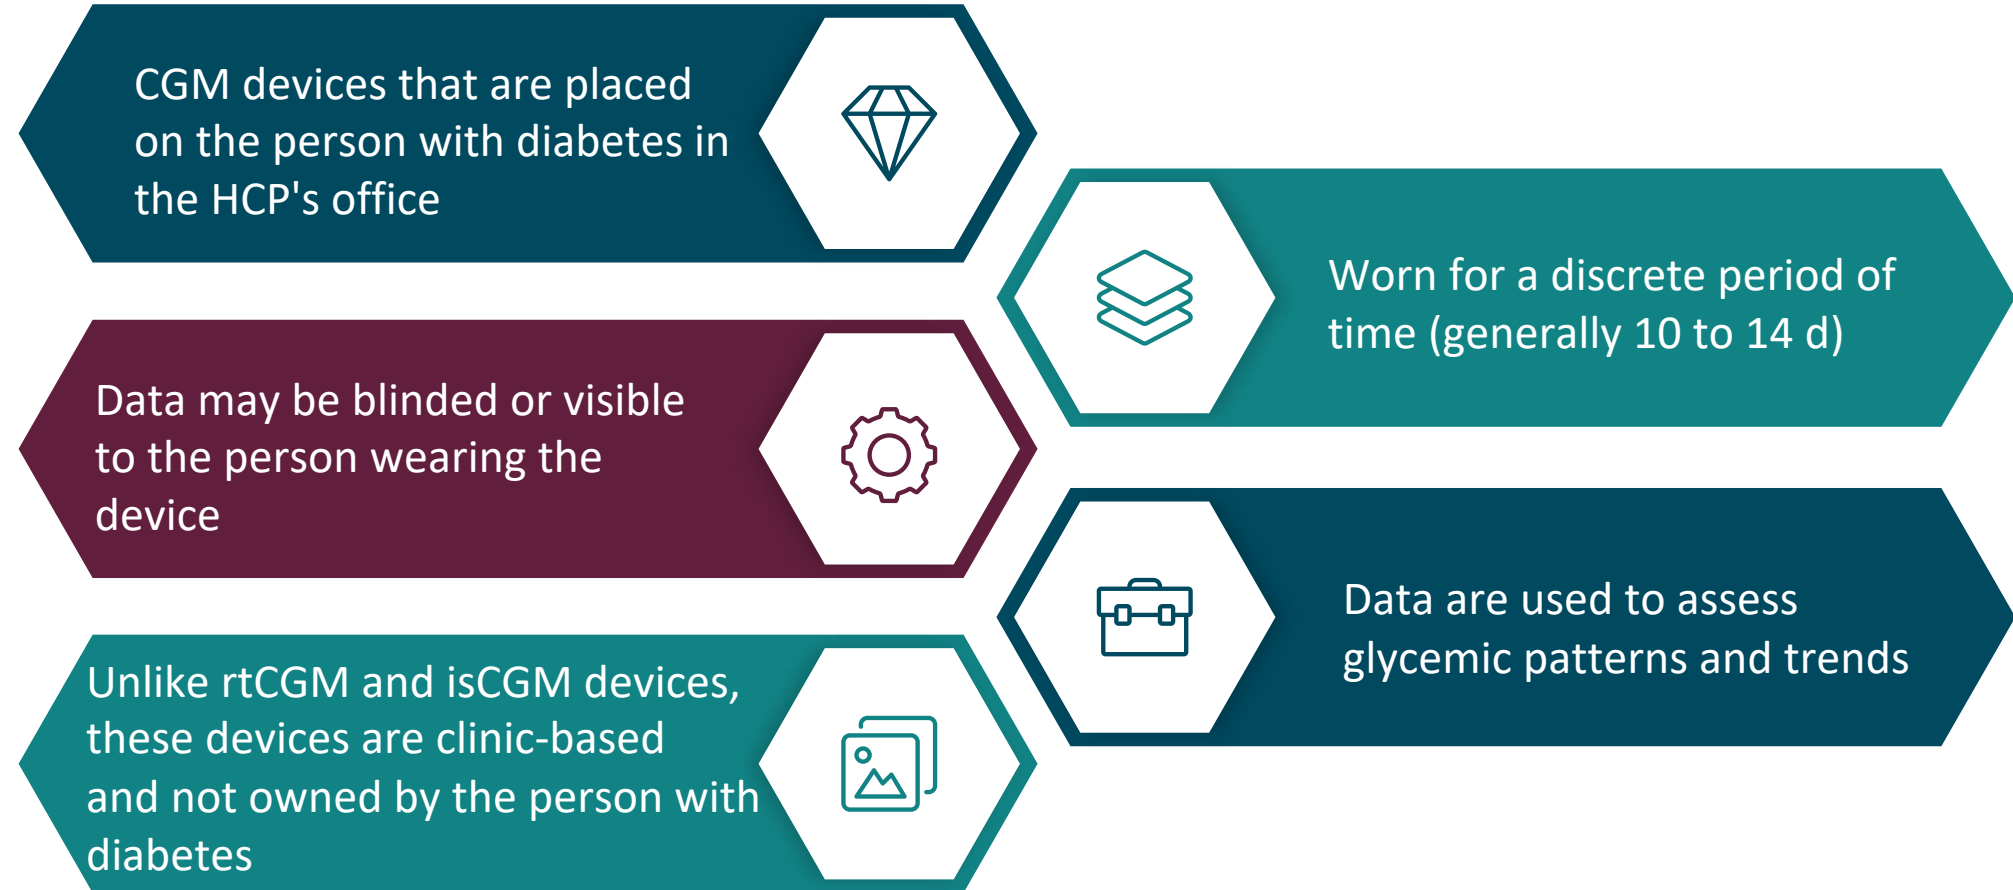 CGM devices that are placed
on the person with diabetes in
the HCP's office
Worn for a discrete period of
time (generally 10 to 14 d)
Data may be blinded or visible
to the person wearing the
device
Data are used to assess
glycemic patterns and trends
Unlike rtCGM and isCGM devices,
these devices are clinic-based
and not owned by the person with
diabetes